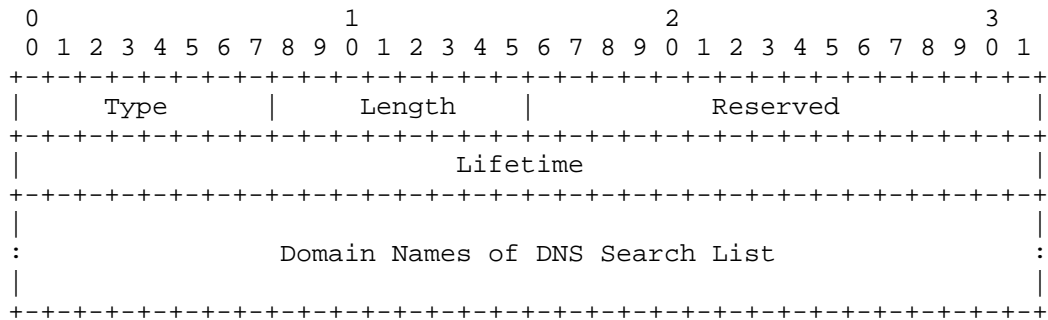 0                   1                   2                   3
 0 1 2 3 4 5 6 7 8 9 0 1 2 3 4 5 6 7 8 9 0 1 2 3 4 5 6 7 8 9 0 1
+-+-+-+-+-+-+-+-+-+-+-+-+-+-+-+-+-+-+-+-+-+-+-+-+-+-+-+-+-+-+-+-+
|     Type      |     Length    |           Reserved            |
+-+-+-+-+-+-+-+-+-+-+-+-+-+-+-+-+-+-+-+-+-+-+-+-+-+-+-+-+-+-+-+-+
|                           Lifetime                            |
+-+-+-+-+-+-+-+-+-+-+-+-+-+-+-+-+-+-+-+-+-+-+-+-+-+-+-+-+-+-+-+-+
|                                                               |
:                Domain Names of DNS Search List                :
|                                                               |
+-+-+-+-+-+-+-+-+-+-+-+-+-+-+-+-+-+-+-+-+-+-+-+-+-+-+-+-+-+-+-+-+